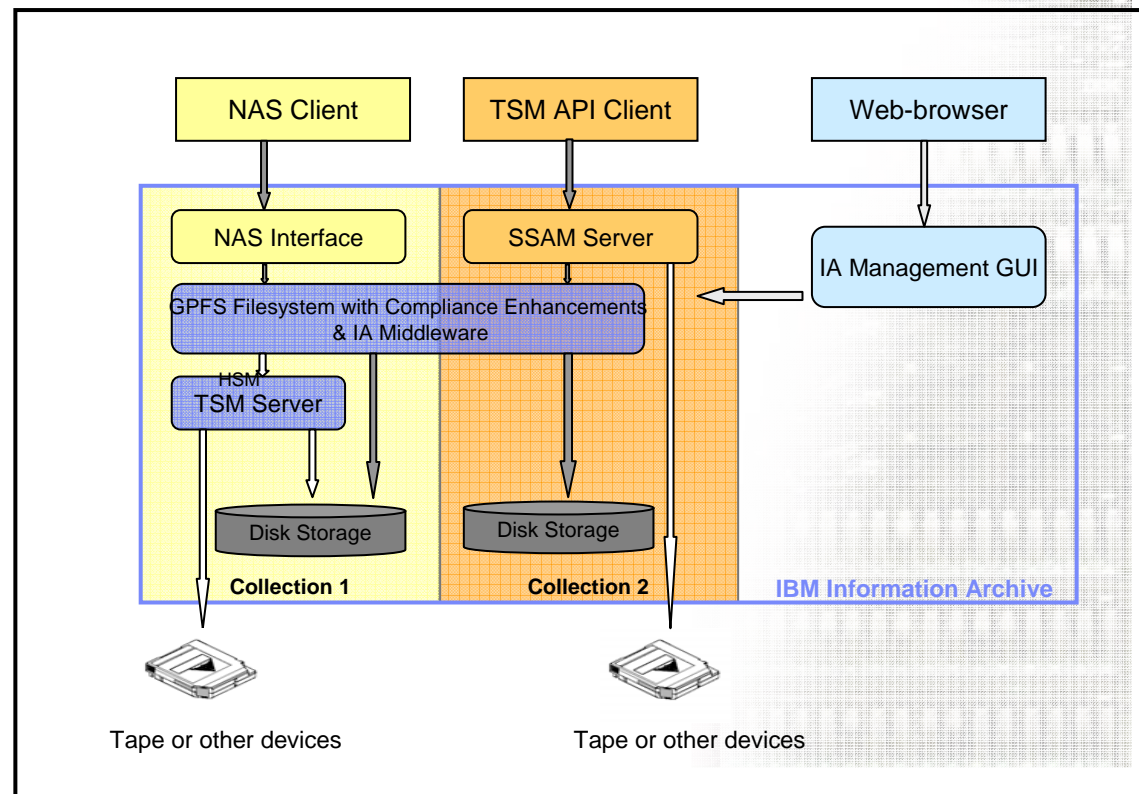 NAS Client
TSM API Client
Web-browser
NAS Interface
SSAM Server
IA Management GUI
GPFS Filesystem with Compliance Enhancements
& IA Middleware
HSM
TSM Server
Disk Storage
Disk Storage
Collection 1
Collection 2
IBM Information Archive
Tape or other devices
Tape or other devices